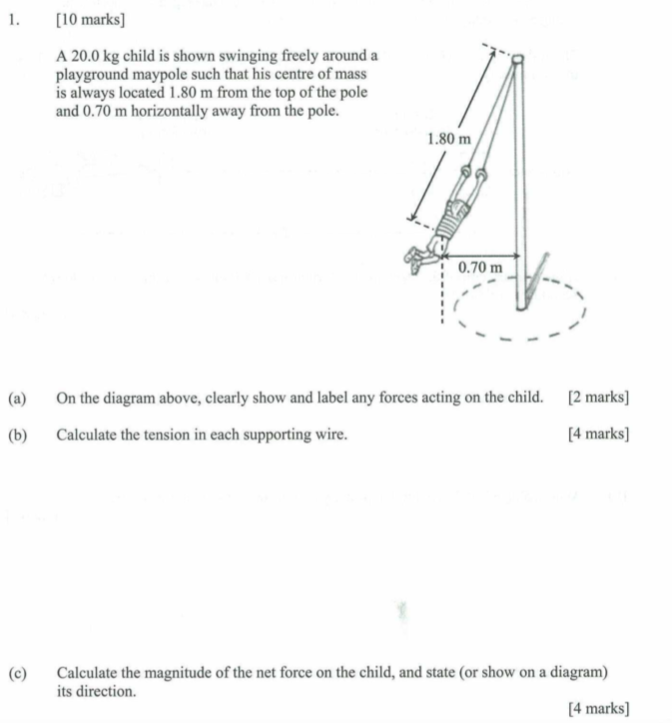 1. [10 marks]
A 20.0 kg child is shown swinging freely around a
playground maypole such that his centre of mass
is always located 1.80 m from the top of the pole
and 0.70 m horizontally away from the pole.
1.80 m
0.70 m
(a) On the diagram above, clearly show and label any forces acting on the child. [2 marks]
(b) Calculate the tension in each supporting wire. [4 marks]
(c) Calculate the magnitude of the net force on the child, and state (or show on a diagram)
its direction.
[4 marks]